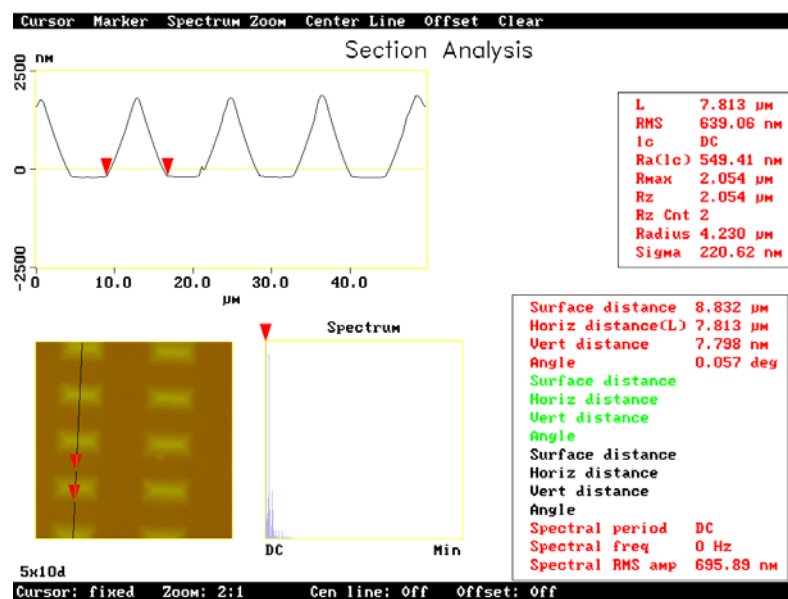 Cursor Marker Spectrum Zoom Center Line Offset Clear
Section Analysis
nm
2500
0
-2500
0 10.0 20.0 30.0 40.0
µm
L 7.813 µm
RMS 639.06 nm
lc DC
Ra(lc) 549.41 nm
Rmax 2.054 µm
Rz 2.054 µm
Rz Cnt 2
Radius 4.230 µm
Sigma 220.62 nm
Surface distance 8.832 µm
Horiz distance(L) 7.813 µm
Vert distance 7.798 nm
Angle 0.057 deg
Surface distance
Horiz distance
Vert distance
Angle
Surface distance
Horiz distance
Vert distance
Angle
Spectral period DC
Spectral freq 0 Hz
Spectral RMS amp 695.89 nm
Spectrum
DC Min
5x10d
Cursor: fixed Zoom: 2:1 Cen line: Off Offset: Off